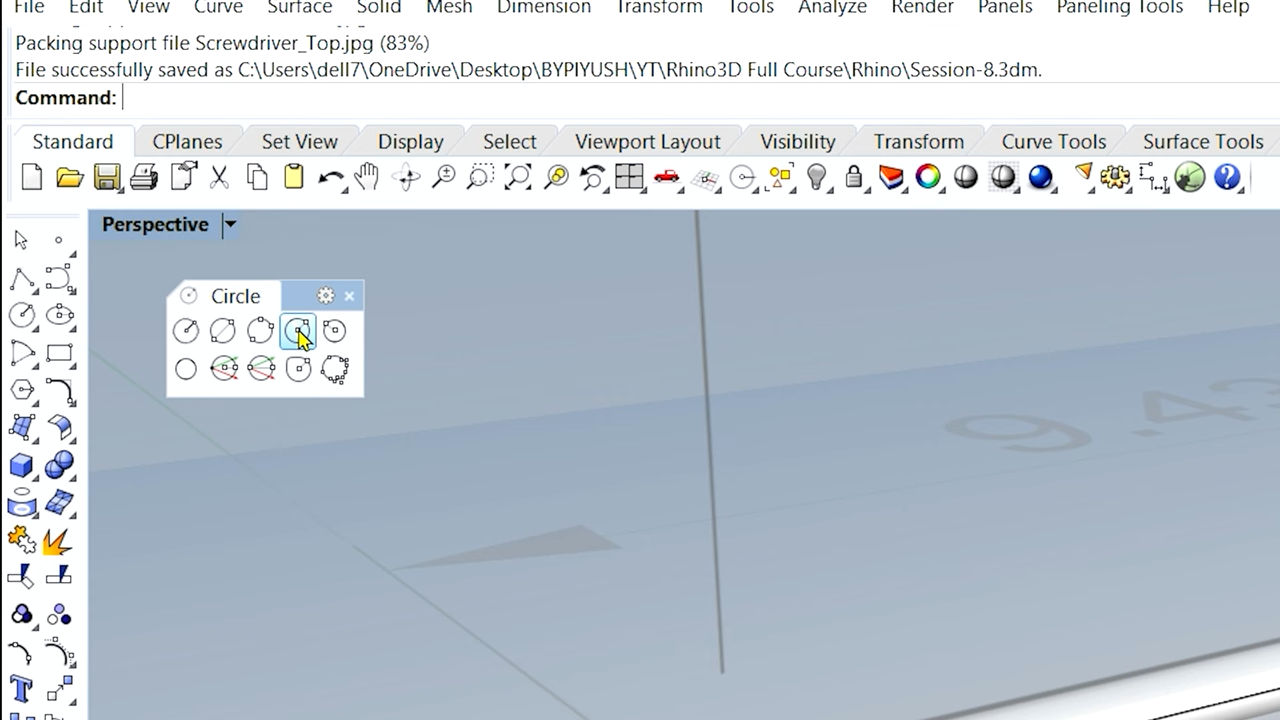 File Edit View Curve Surface Solid Mesh Dimension Transform Tools Analyze Render Panels Paneling Tools Help
Packing support file Screwdriver_Top.jpg (83%)
File successfully saved as C:\Users\dell7\OneDrive\Desktop\BYPIYUSH\YT\Rhino3D Full Course\Rhino\Session-8.3dm.
Command:
Standard CPlanes Set View Display Select Viewport Layout Visibility Transform Curve Tools Surface Tools
Perspective
Circle
9.43